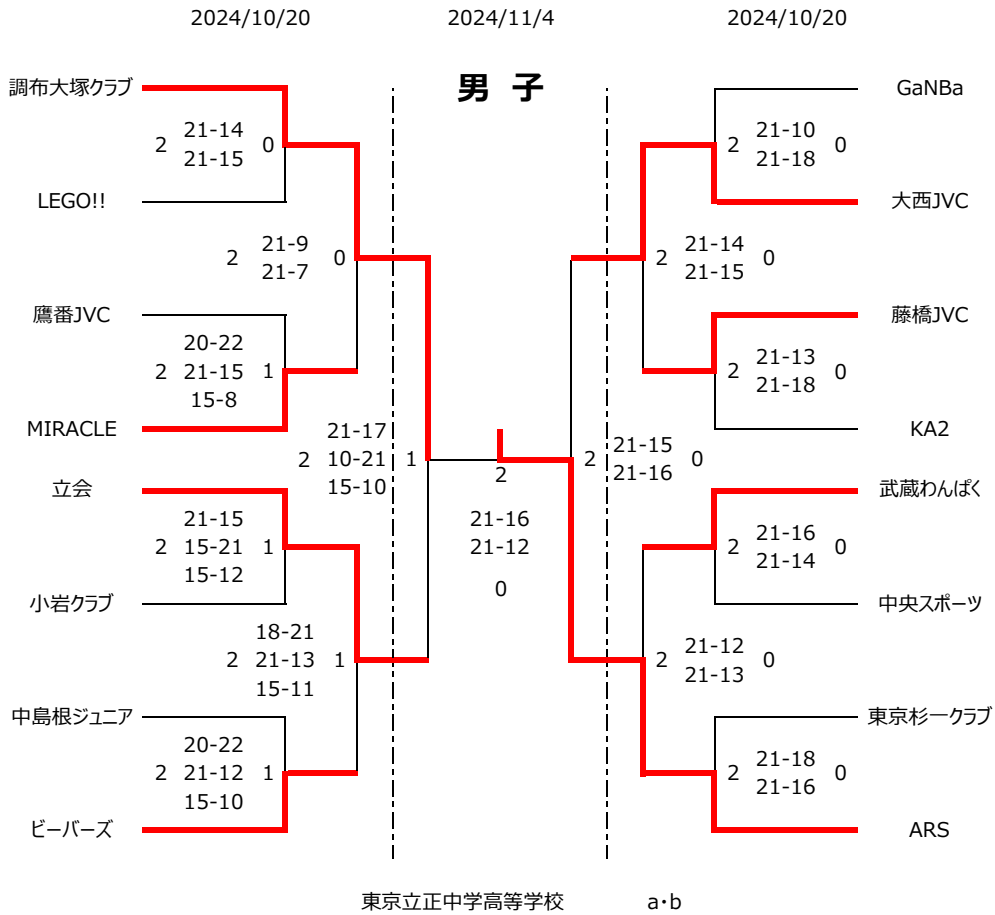 2024/10/20 2024/11/4 2024/10/20
男 子
調布大塚クラブ
2 21-14 0
21-15
LEGO!!
2 21-9 0
21-7
鷹番JVC
20-22
2 21-15 1
15-8
MIRACLE
21-17
2 10-21 1
15-10
立会
21-15
2 15-21 1
15-12
小岩クラブ
18-21
2 21-13 1
15-11
中島根ジュニア
20-22
2 21-12 1
15-10
ビーバーズ
2
21-16
21-12
0
GaNBa
2 21-10 0
21-18
大西JVC
2 21-14 0
21-15
藤橋JVC
2 21-13 0
21-18
KA2
2 21-15 0
21-16
武蔵わんぱく
2 21-16 0
21-14
中央スポーツ
2 21-12 0
21-13
東京杉一クラブ
2 21-18 0
21-16
ARS
東京立正中学高等学校 a・b